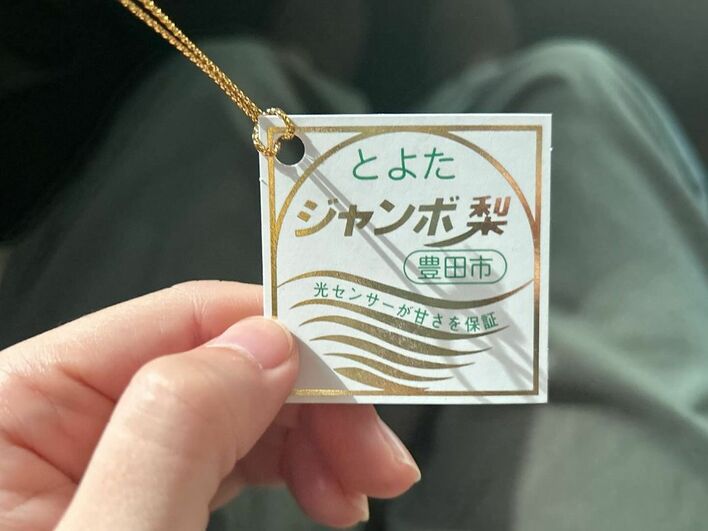 とよた
ジャンボ梨
豊田市
光センサーが甘さを保証